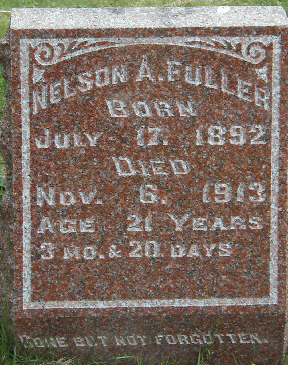 NELSON A. FULLER
BORN
JULY 17. 1892
DIED
NOV. 6. 1913
AGE 21 YEARS
3 MO. & 20 DAYS
GONE BUT NOT FORGOTTEN.